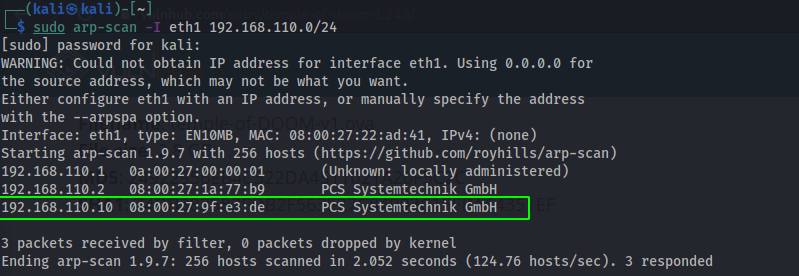 ┌──(kali㉿kali)-[~]
└─$ sudo arp-scan -I eth1 192.168.110.0/24
[sudo] password for kali:
WARNING: Could not obtain IP address for interface eth1. Using 0.0.0.0 for
the source address, which may not be what you want.
Either configure eth1 with an IP address, or manually specify the address
with the --arpspa option.
Interface: eth1, type: EN10MB, MAC: 08:00:27:22:ad:41, IPv4: (none)
Starting arp-scan 1.9.7 with 256 hosts (https://github.com/royhills/arp-scan)
192.168.110.1 0a:00:27:00:00:01 (Unknown: locally administered)
192.168.110.2 08:00:27:1a:77:b9 PCS Systemtechnik GmbH
192.168.110.10 08:00:27:9f:e3:de PCS Systemtechnik GmbH
3 packets received by filter, 0 packets dropped by kernel
Ending arp-scan 1.9.7: 256 hosts scanned in 2.052 seconds (124.76 hosts/sec). 3 responded